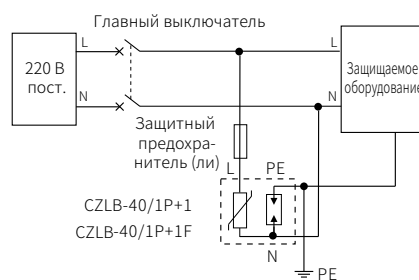 Главный выключатель
L
L
220 В
пост.
N
N
Защищаемое
оборудование
Защитный
предохра-
нитель (ли)
L
PE
CZLB-40/1P+1
CZLB-40/1P+1F
N
PE